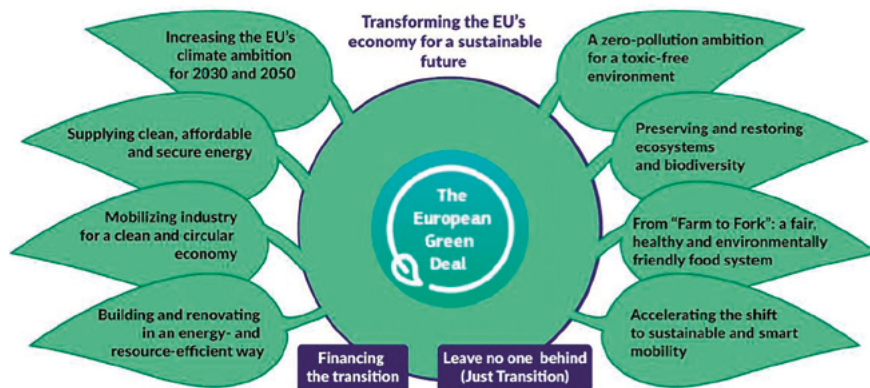 Transforming the EU's
economy for a sustainable
future
Increasing the EU's
climate ambition
for 2030 and 2050
Supplying clean, affordable
and secure energy
Mobilizing industry
for a clean and circular
economy
Building and renovating
in an energy- and
resource-efficient way
The
European
Green
Deal
A zero-pollution ambition
for a toxic-free
environment
Preserving and restoring
ecosystems
and biodiversity
From "Farm to Fork": a fair,
healthy and environmentally
friendly food system
Accelerating the shift
to sustainable and smart
mobility
Financing
the transition
Leave no one behind
(Just Transition)